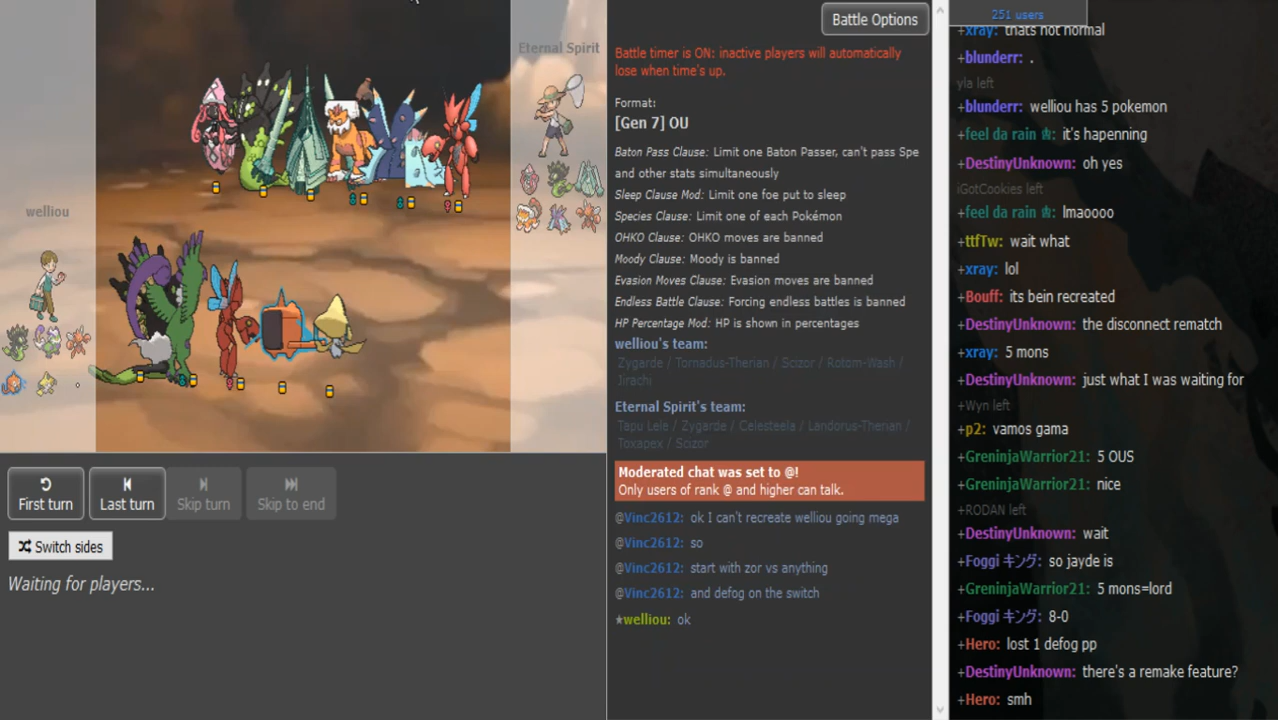 Eternal Spirit
welliou
First turn
Last turn
Skip turn
Skip to end
Switch sides
Waiting for players...
Battle Options
Battle timer is ON: inactive players will automatically
lose when time's up.
Format:
[Gen 7] OU
Baton Pass Clause: Limit one Baton Passer, can't pass Spe
and other stats simultaneously
Sleep Clause Mod: Limit one foe put to sleep
Species Clause: Limit one of each Pokémon
OHKO Clause: OHKO moves are banned
Moody Clause: Moody is banned
Evasion Moves Clause: Evasion moves are banned
Endless Battle Clause: Forcing endless battles is banned
HP Percentage Mod: HP is shown in percentages
welliou's team:
Zygarde / Tornadus-Therian / Scizor / Rotom-Wash /
Jirachi
Eternal Spirit's team:
Tapu Lele / Zygarde / Celesteela / Landorus-Therian /
Toxapex / Scizor
Moderated chat was set to @!
Only users of rank @ and higher can talk.
@Vinc2612: ok I can't recreate welliou going mega
@Vinc2612: so
@Vinc2612: start with zor vs anything
@Vinc2612: and defog on the switch
★welliou: ok
251 users
+xray: thats not normal
+blunderr: .
yla left
+blunderr: welliou has 5 pokemon
+feel da rain: it's hapenning
+DestinyUnknown: oh yes
iGotCookies left
+feel da rain: lmaoooo
+ttfTw: wait what
+xray: lol
+Bouff: its bein recreated
+DestinyUnknown: the disconnect rematch
+xray: 5 mons
+DestinyUnknown: just what I was waiting for
+Wyn left
+p2: vamos gama
+GreninjaWarrior21: 5 OUS
+GreninjaWarrior21: nice
+RODAN left
+DestinyUnknown: wait
+Foggi キング: so jayde is
+GreninjaWarrior21: 5 mons=lord
+Foggi キング: 8-0
+Hero: lost 1 defog pp
+DestinyUnknown: there's a remake feature?
+Hero: smh